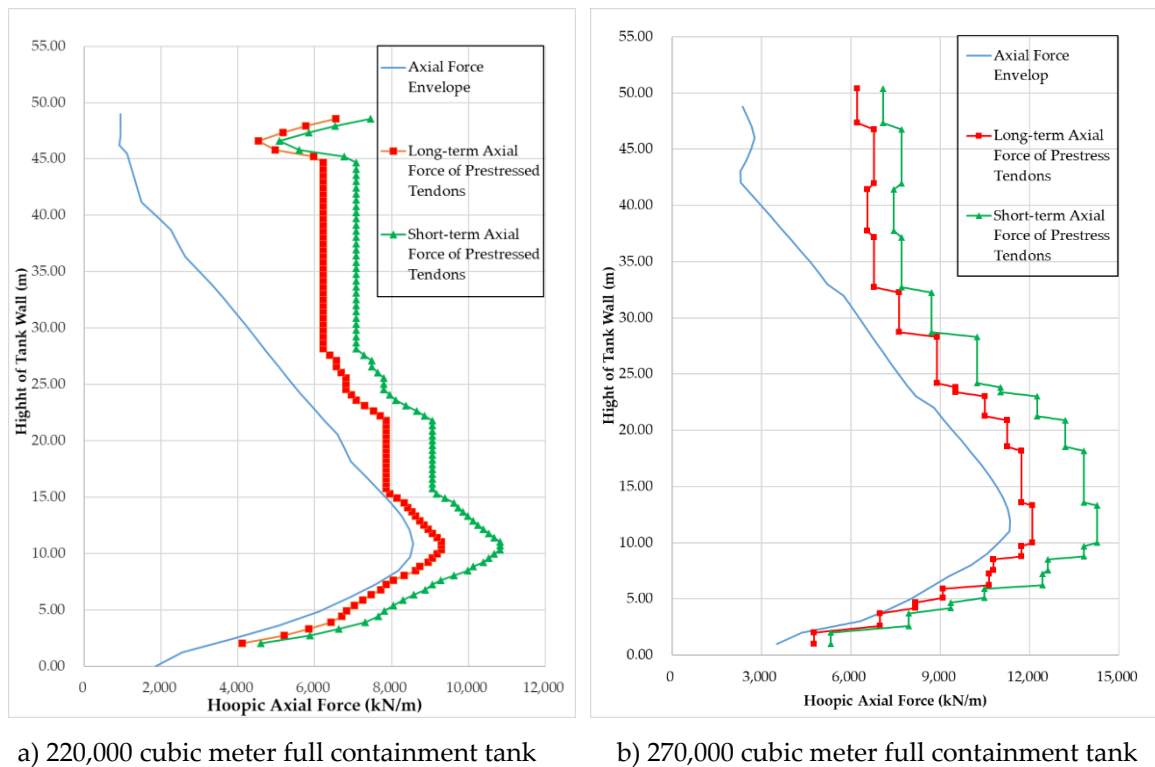 55.00
50.00
45.00
40.00
35.00
30.00
25.00
20.00
15.00
10.00
5.00
0.00
Highht of Tank Wall (m)
0
2,000
4,000
6,000
8,000
10,000
12,000
Hoopic Axial Force (kN/m)
Axial Force
Envelope
Long-term Axial
Force of Prestressed
Tendons
Short-term Axial
Force of Prestressed
Tendons
a) 220,000 cubic meter full containment tank
55.00
50.00
45.00
40.00
35.00
30.00
25.00
20.00
15.00
10.00
5.00
0.00
Hight of Tank Wall (m)
0
3,000
6,000
9,000
12,000
15,000
Hoopic Axial Force (kN/m)
Axial Force
Envelop
Long-term Axial
Force of Prestress
Tendons
Short-term Axial
Force of Prestress
Tendons
b) 270,000 cubic meter full containment tank